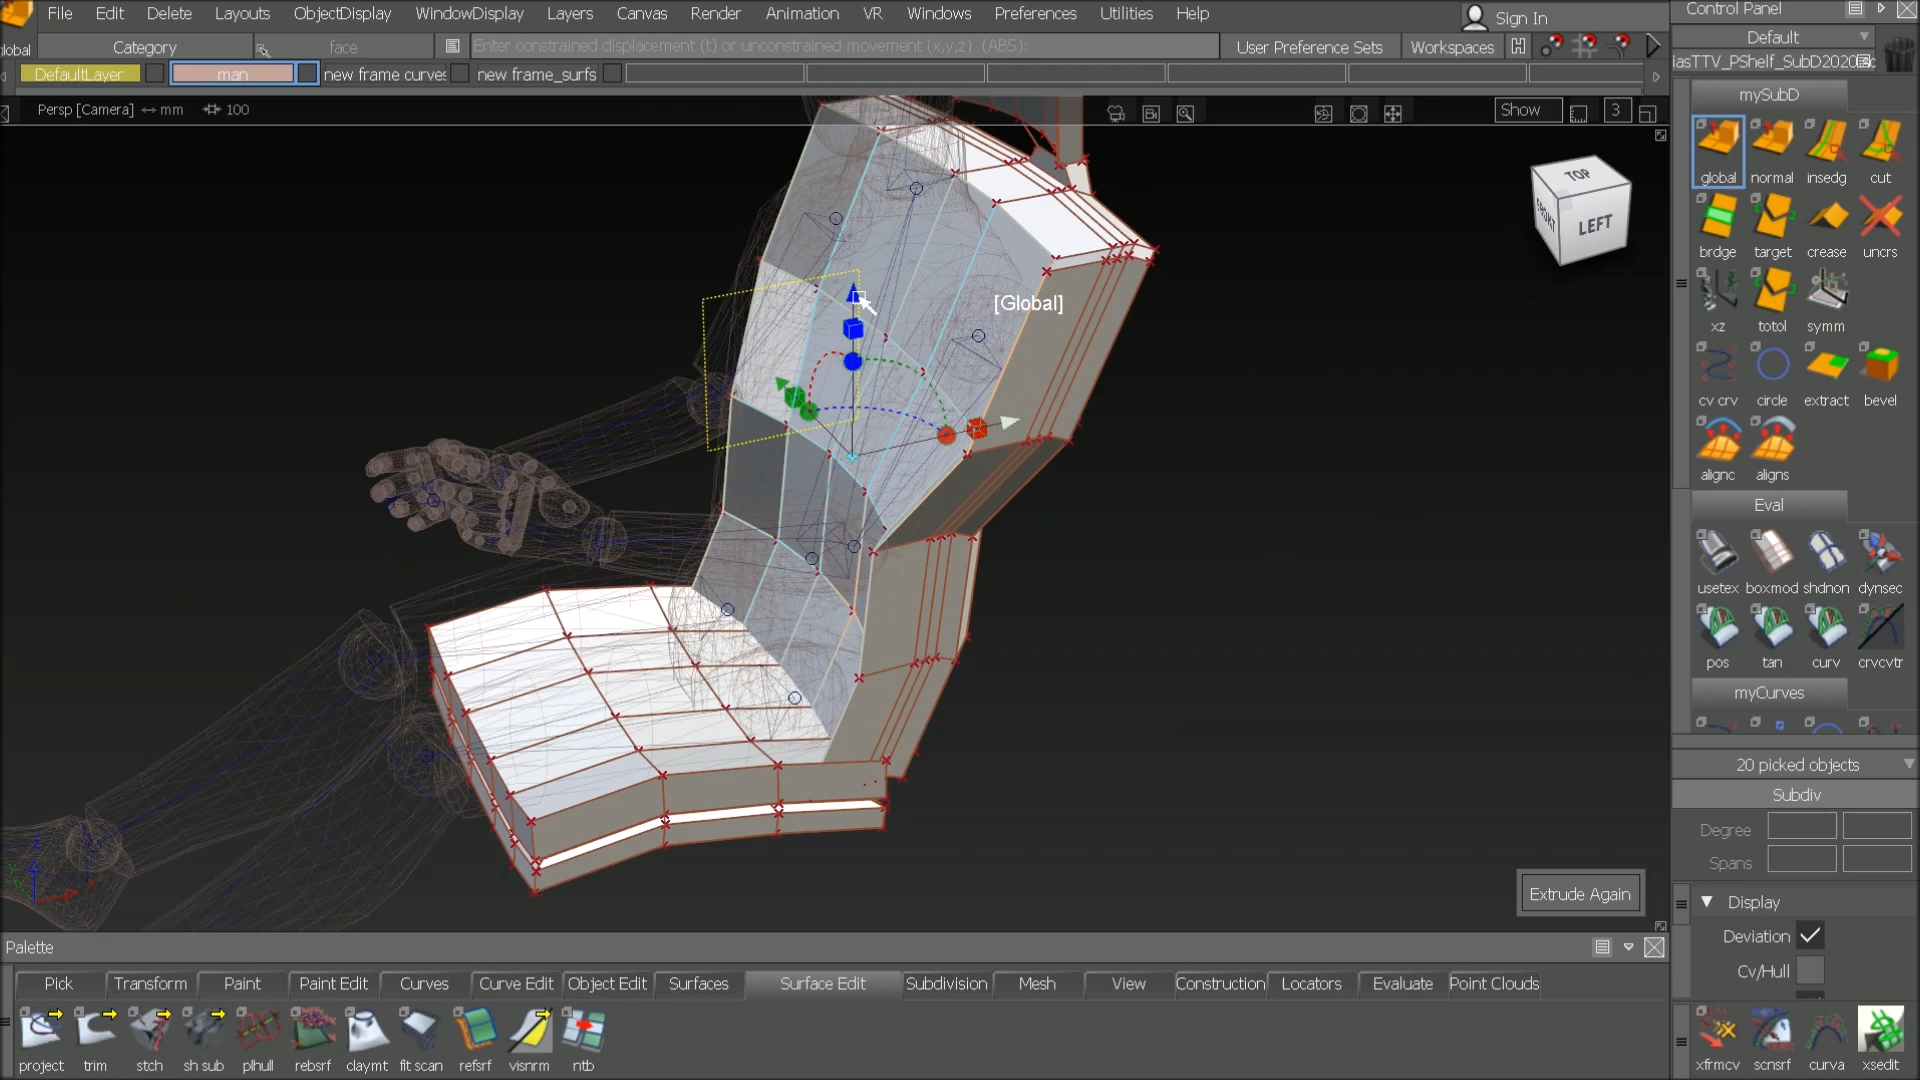 File Edit Delete Layouts ObjectDisplay WindowDisplay Layers Canvas Render Animation VR Windows Preferences Utilities Help
Sign In
Control Panel
global
Category
face
Enter constrained displacement (t) or unconstrained movement (x,y,z) (ABS):
User Preference Sets
Workspaces
Default
iasTTV_PShelf_SubD2020
DefaultLayer
man
new frame curves
new frame_surfs
Persp [Camera] mm 100
Show
3
mySubD
global normal insedg cut
brdge target crease uncrs
xz totol symm
cv crv circle extract bevel
alignc aligns
Eval
usetex boxmod shdnon dynsec
pos tan curv crvcvtr
myCurves
20 picked objects
Subdiv
Degree
Spans
Display
Deviation
Cv/Hull
TOP
FRONT
LEFT
[Global]
Extrude Again
z
y
x
Palette
Pick Transform Paint Paint Edit Curves Curve Edit Object Edit Surfaces Surface Edit Subdivision Mesh View Construction Locators Evaluate Point Clouds
project trim stch sh sub plhull rebsrf claymt fit scan refsrf visnrm ntb
xfrmcv scnsrf curva xsedit